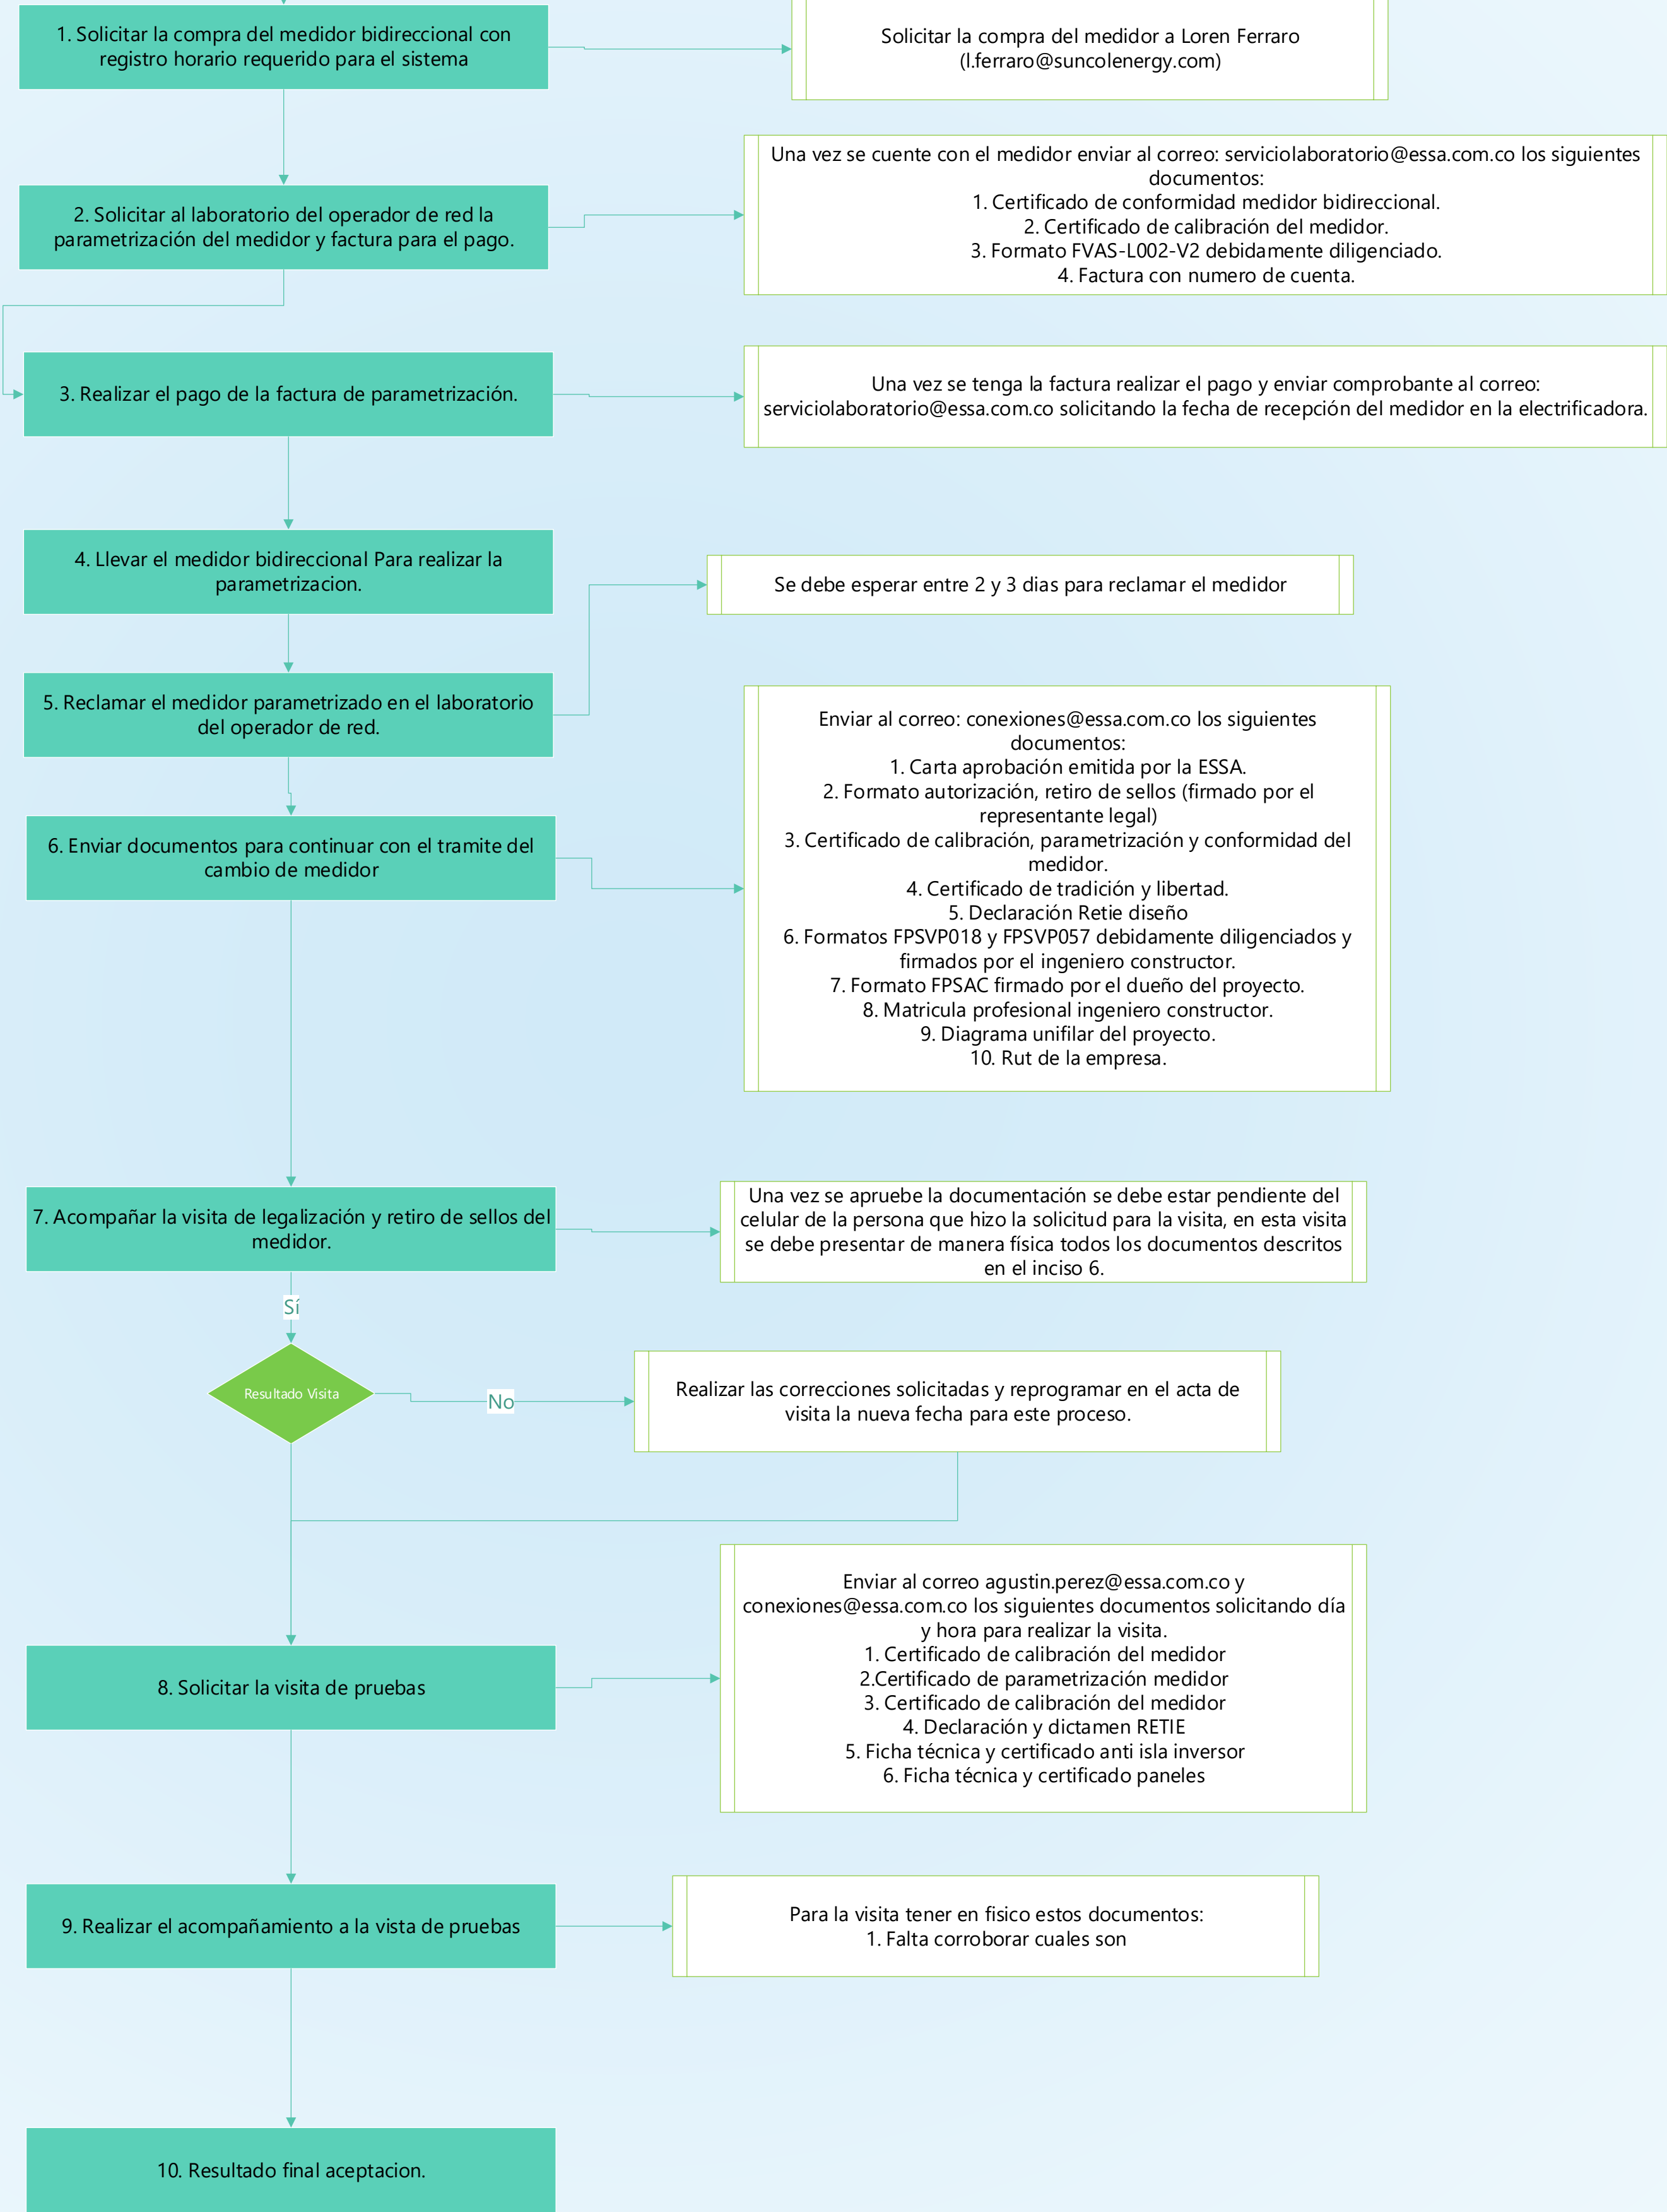 1. Solicitar la compra del medidor bidireccional con
registro horario requerido para el sistema
Solicitar la compra del medidor a Loren Ferraro
(l.ferraro@suncolenergy.com)
2. Solicitar al laboratorio del operador de red la
parametrización del medidor y factura para el pago.
Una vez se cuente con el medidor enviar al correo: serviciolaboratorio@essa.com.co los siguientes
documentos:
1. Certificado de conformidad medidor bidireccional.
2. Certificado de calibración del medidor.
3. Formato FVAS-L002-V2 debidamente diligenciado.
4. Factura con numero de cuenta.
3. Realizar el pago de la factura de parametrización.
Una vez se tenga la factura realizar el pago y enviar comprobante al correo:
serviciolaboratorio@essa.com.co solicitando la fecha de recepción del medidor en la electrificadora.
4. Llevar el medidor bidireccional Para realizar la
parametrizacion.
Se debe esperar entre 2 y 3 dias para reclamar el medidor
5. Reclamar el medidor parametrizado en el laboratorio
del operador de red.
6. Enviar documentos para continuar con el tramite del
cambio de medidor
Enviar al correo: conexiones@essa.com.co los siguientes
documentos:
1. Carta aprobación emitida por la ESSA.
2. Formato autorización, retiro de sellos (firmado por el
representante legal)
3. Certificado de calibración, parametrización y conformidad del
medidor.
4. Certificado de tradición y libertad.
5. Declaración Retie diseño
6. Formatos FPSVP018 y FPSVP057 debidamente diligenciados y
firmados por el ingeniero constructor.
7. Formato FPSAC firmado por el dueño del proyecto.
8. Matricula profesional ingeniero constructor.
9. Diagrama unifilar del proyecto.
10. Rut de la empresa.
7. Acompañar la visita de legalización y retiro de sellos del
medidor.
Una vez se apruebe la documentación se debe estar pendiente del
celular de la persona que hizo la solicitud para la visita, en esta visita
se debe presentar de manera física todos los documentos descritos
en el inciso 6.
Sí
Resultado Visita
No
Realizar las correcciones solicitadas y reprogramar en el acta de
visita la nueva fecha para este proceso.
8. Solicitar la visita de pruebas
Enviar al correo agustin.perez@essa.com.co y
conexiones@essa.com.co los siguientes documentos solicitando día
y hora para realizar la visita.
1. Certificado de calibración del medidor
2.Certificado de parametrización medidor
3. Certificado de calibración del medidor
4. Declaración y dictamen RETIE
5. Ficha técnica y certificado anti isla inversor
6. Ficha técnica y certificado paneles
9. Realizar el acompañamiento a la vista de pruebas
Para la visita tener en fisico estos documentos:
1. Falta corroborar cuales son
10. Resultado final aceptacion.